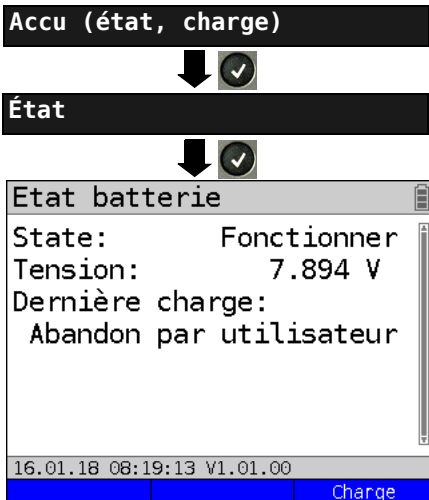 Accu (état, charge)
État
Etat batterie
State: Fonctionner
Tension: 7.894 V
Dernière charge:
Abandon par utilisateur
16.01.18 08:19:13 V1.01.00
Charge